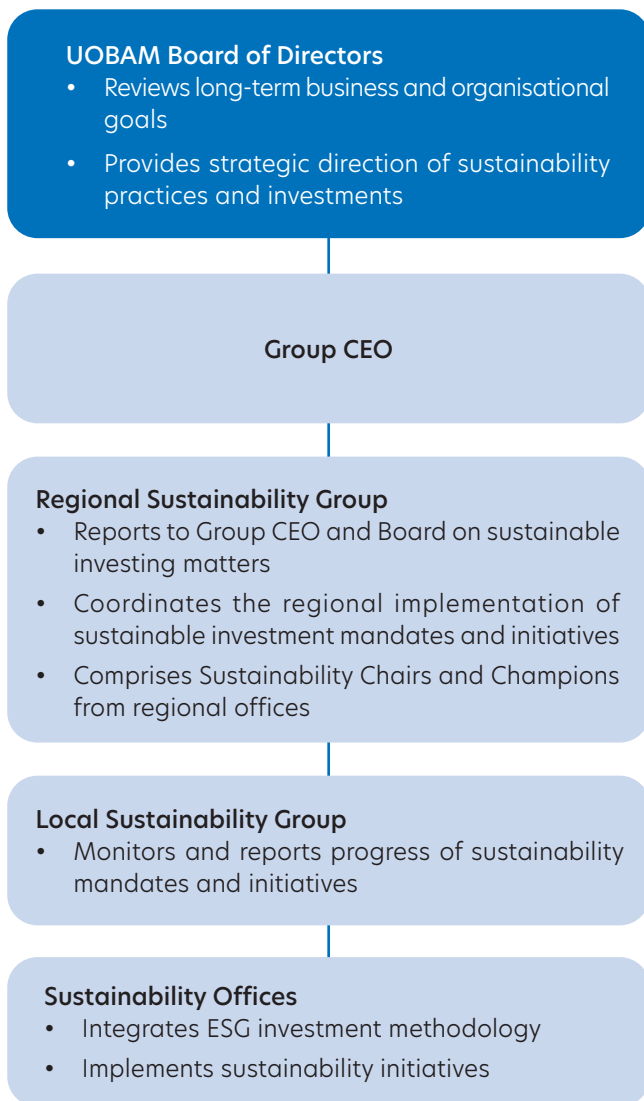 UOBAM Board of Directors
• Reviews long-term business and organisational
goals
• Provides strategic direction of sustainability
practices and investments
Group CEO
Regional Sustainability Group
• Reports to Group CEO and Board on sustainable
investing matters
• Coordinates the regional implementation of
sustainable investment mandates and initiatives
• Comprises Sustainability Chairs and Champions
from regional offices
Local Sustainability Group
• Monitors and reports progress of sustainability
mandates and initiatives
Sustainability Offices
• Integrates ESG investment methodology
• Implements sustainability initiatives